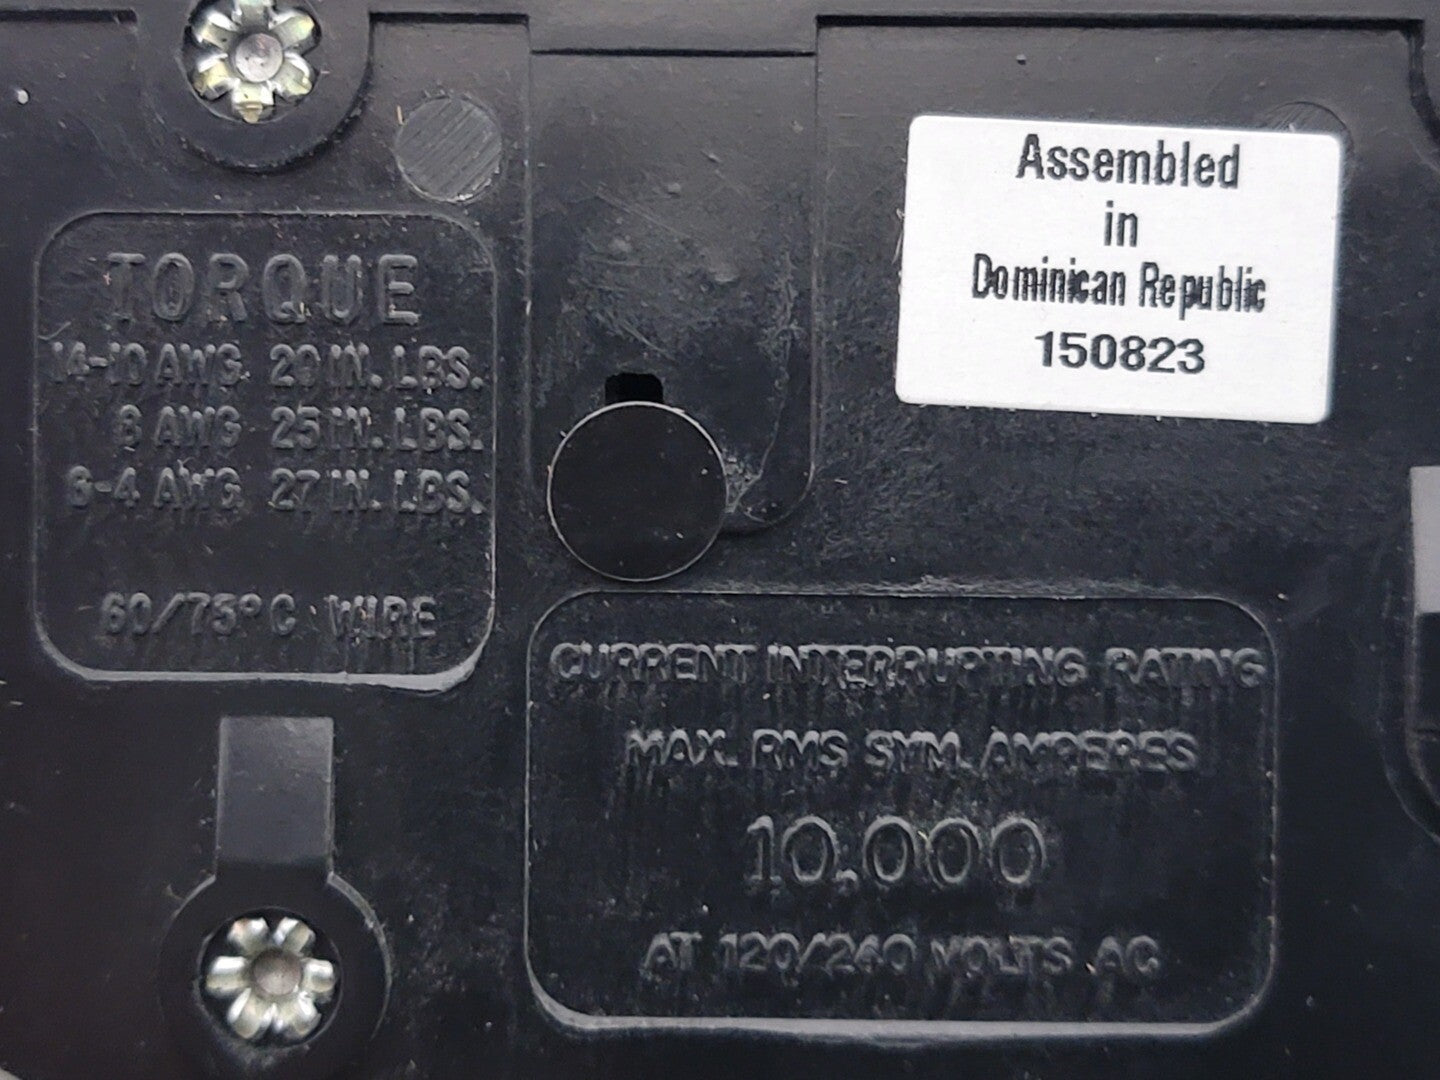 TORQUE
14-10 AWG 20 IN. LBS.
8 AWG 25 IN. LBS.
6-4 AWG 27 IN. LBS.
60/75°C WIRE
Assembled
in
Dominican Republic
150823
CURRENT INTERRUPTING RATING
MAX. RMS SYM. AMPERES
10,000
AT 120/240 VOLTS AC